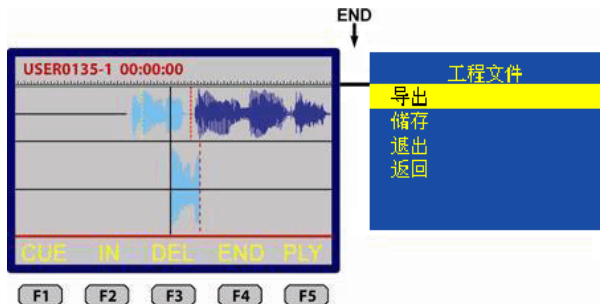 END
USER0135-1 00:00:00
CUE IN DEL END PLY
F1 F2 F3 F4 F5
工程文件
导出
储存
退出
返回